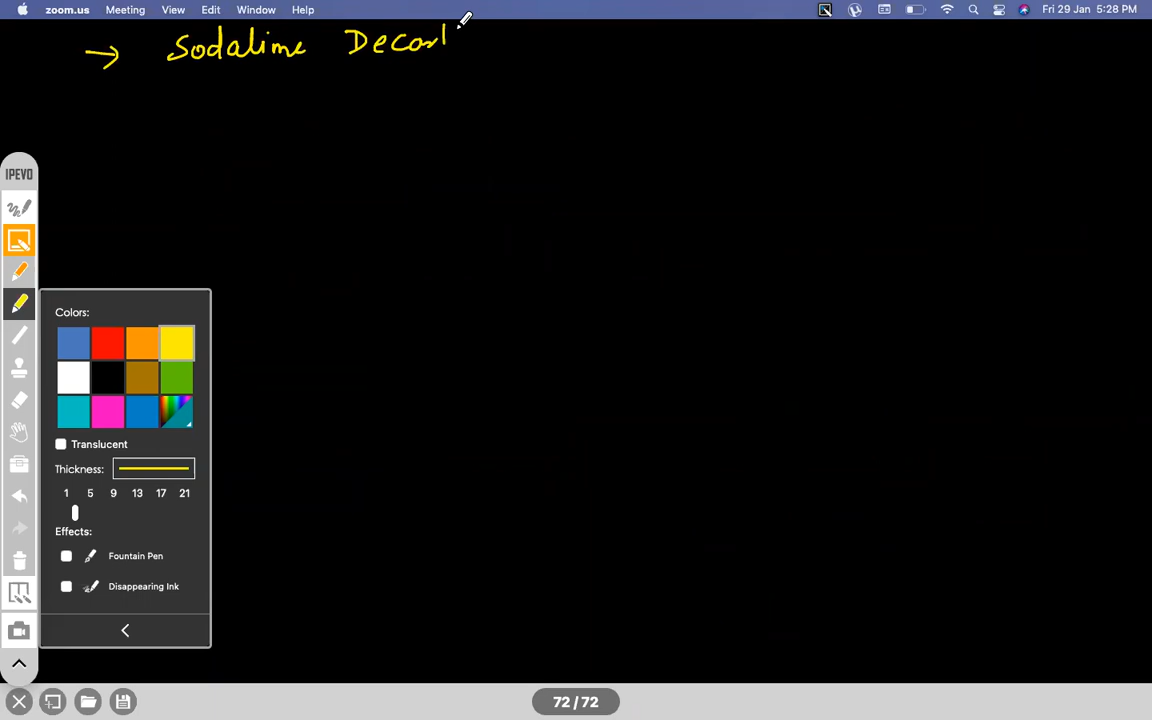 zoom.us Meeting View Edit Window Help Fri 29 Jan 5:28 PM
→ Sodalime Decarl
IPEVO
Colors:
Translucent
Thickness:
1 5 9 13 17 21
Effects:
Fountain Pen
Disappearing Ink
72 / 72